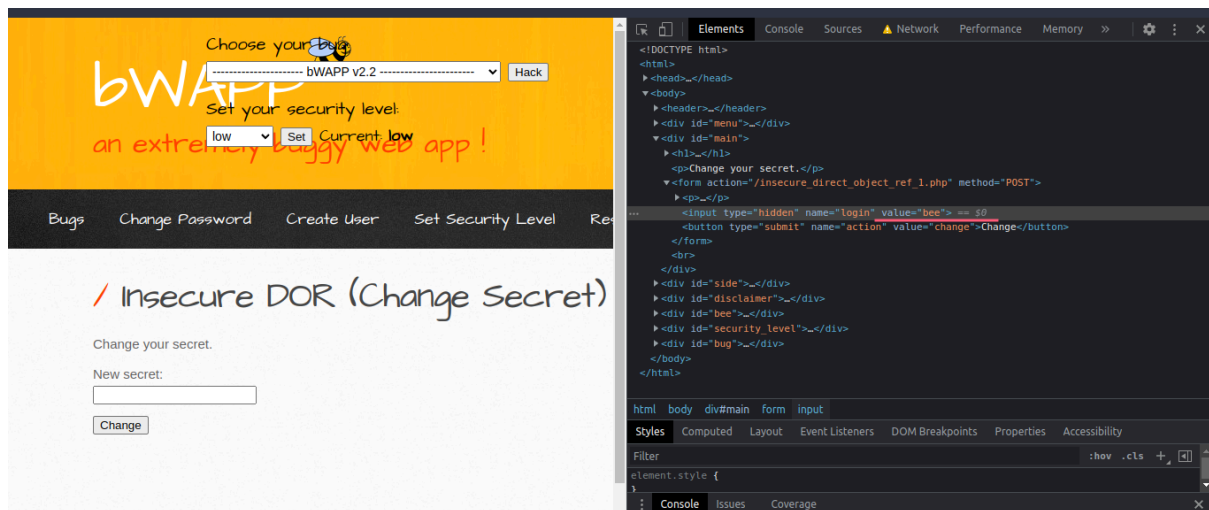 Choose your bug:
bWAPP
---------------------- bWAPP v2.2 -----------------------
Hack
Set your security level:
low
Set
Current: low
an extremely buggy web app !
Bugs
Change Password
Create User
Set Security Level
Res
/ Insecure DOR (Change Secret)
Change your secret.
New secret:
Change
Elements Console Sources Network Performance Memory »
<!DOCTYPE html>
<html>
▶<head>…</head>
▼<body>
▶<header>…</header>
▶<div id="menu">…</div>
▼<div id="main">
▶<h1>…</h1>
<p>Change your secret.</p>
▼<form action="/insecure_direct_object_ref_1.php" method="POST">
▶<p>…</p>
... <input type="hidden" name="login" value="bee"> == $0
<button type="submit" name="action" value="change">Change</button>
</form>
<br>
</div>
▶<div id="side">…</div>
▶<div id="disclaimer">…</div>
▶<div id="bee">…</div>
▶<div id="security_level">…</div>
▶<div id="bug">…</div>
</body>
</html>
html body div#main form input
Styles Computed Layout Event Listeners DOM Breakpoints Properties Accessibility
Filter
:hov .cls +
element.style {
}
Console Issues Coverage